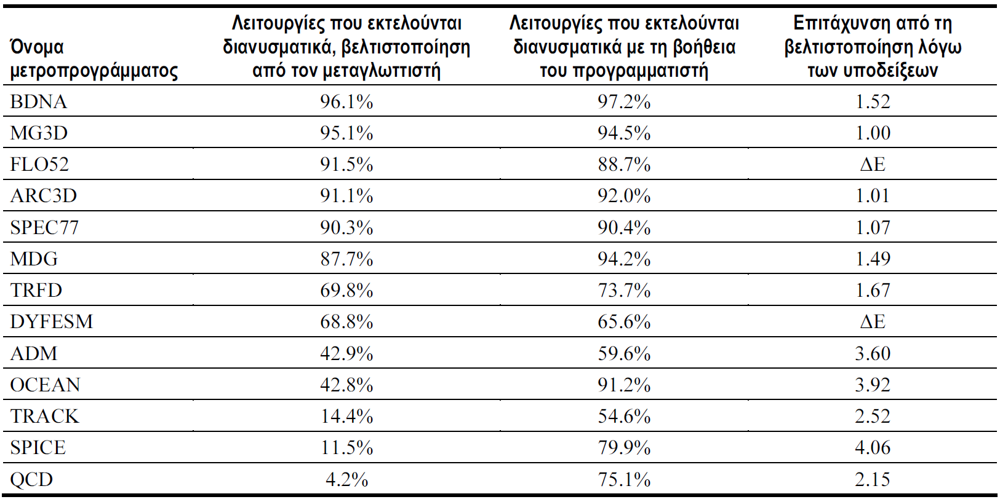 Όνομα μετροπρογράμματος	Λειτουργίες που εκτελούνται διανυσματικά, βελτιστοποίηση από τον μεταγλωττιστή	Λειτουργίες που εκτελούνται διανυσματικά με τη βοήθεια του προγραμματιστή	Επιτάχυνση από τη βελτιστοποίηση λόγω των υποδείξεων
BDNA	96.1%	97.2%	1.52
MG3D	95.1%	94.5%	1.00
FLO52	91.5%	88.7%	ΔΕ
ARC3D	91.1%	92.0%	1.01
SPEC77	90.3%	90.4%	1.07
MDG	87.7%	94.2%	1.49
TRFD	69.8%	73.7%	1.67
DYFESM	68.8%	65.6%	ΔΕ
ADM	42.9%	59.6%	3.60
OCEAN	42.8%	91.2%	3.92
TRACK	14.4%	54.6%	2.52
SPICE	11.5%	79.9%	4.06
QCD	4.2%	75.1%	2.15